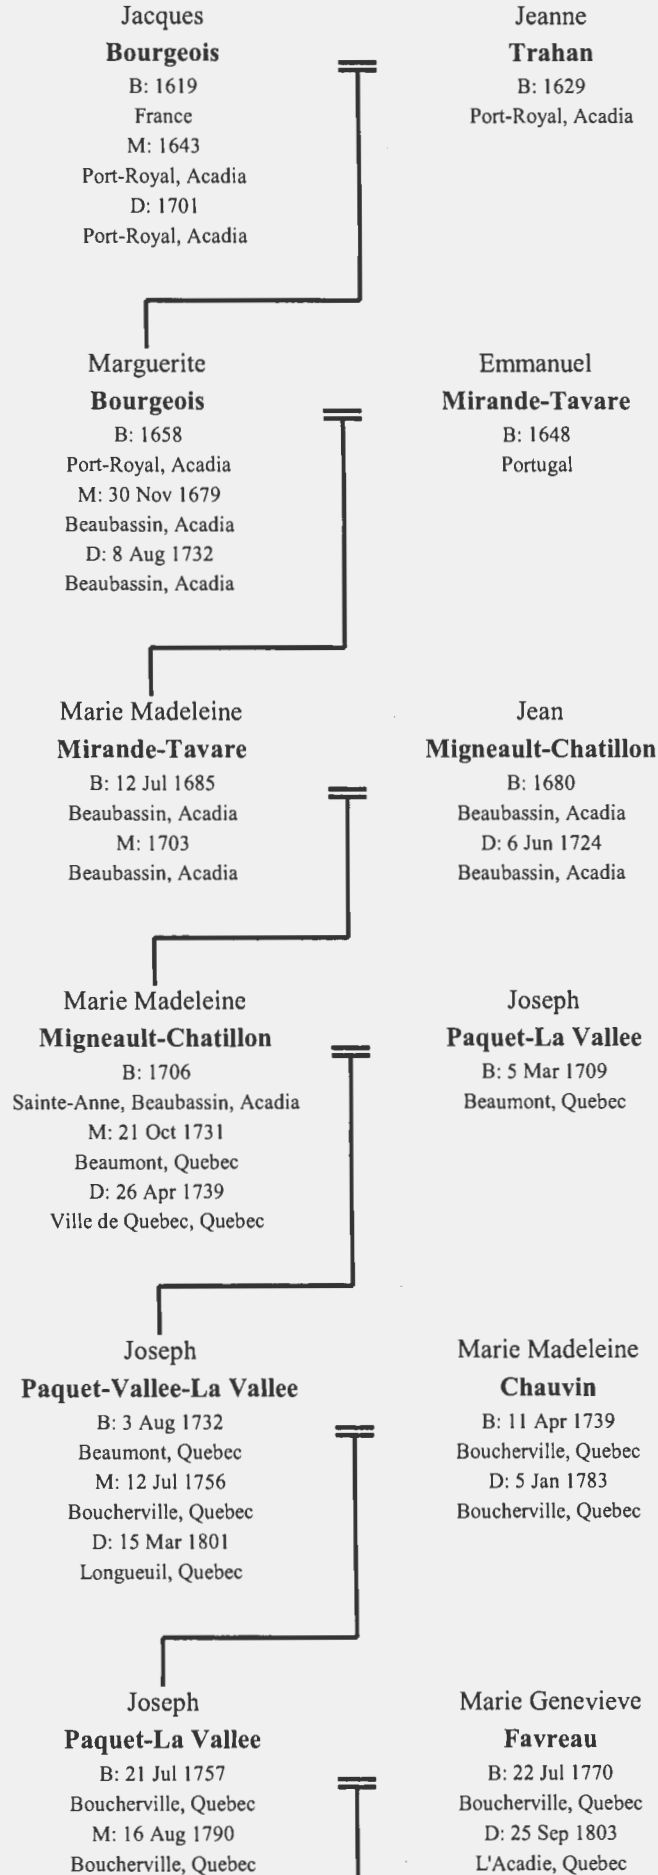 Jacques
Bourgeois
B: 1619
France
M: 1643
Port-Royal, Acadia
D: 1701
Port-Royal, Acadia
Jeanne
Trahan
B: 1629
Port-Royal, Acadia
Marguerite
Bourgeois
B: 1658
Port-Royal, Acadia
M: 30 Nov 1679
Beaubassin, Acadia
D: 8 Aug 1732
Beaubassin, Acadia
Emmanuel
Mirande-Tavare
B: 1648
Portugal
Marie Madeleine
Mirande-Tavare
B: 12 Jul 1685
Beaubassin, Acadia
M: 1703
Beaubassin, Acadia
Jean
Migneault-Chatillon
B: 1680
Beaubassin, Acadia
D: 6 Jun 1724
Beaubassin, Acadia
Marie Madeleine
Migneault-Chatillon
B: 1706
Sainte-Anne, Beaubassin, Acadia
M: 21 Oct 1731
Beaumont, Quebec
D: 26 Apr 1739
Ville de Quebec, Quebec
Joseph
Paquet-La Vallee
B: 5 Mar 1709
Beaumont, Quebec
Joseph
Paquet-Vallee-La Vallee
B: 3 Aug 1732
Beaumont, Quebec
M: 12 Jul 1756
Boucherville, Quebec
D: 15 Mar 1801
Longueuil, Quebec
Marie Madeleine
Chauvin
B: 11 Apr 1739
Boucherville, Quebec
D: 5 Jan 1783
Boucherville, Quebec
Joseph
Paquet-La Vallee
B: 21 Jul 1757
Boucherville, Quebec
M: 16 Aug 1790
Boucherville, Quebec
Marie Genevieve
Favreau
B: 22 Jul 1770
Boucherville, Quebec
D: 25 Sep 1803
L'Acadie, Quebec